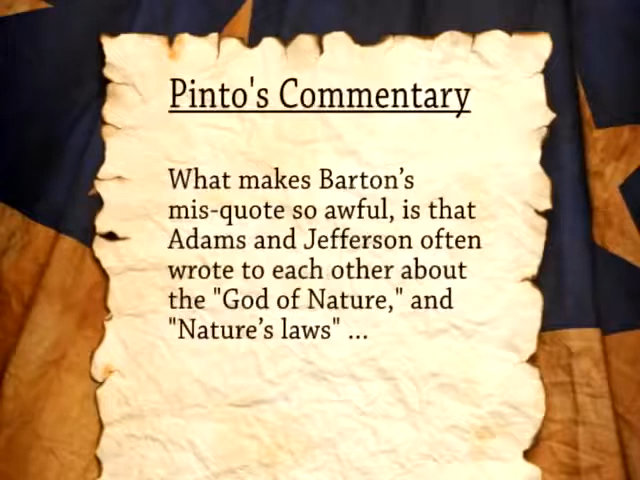 Pinto's Commentary
What makes Barton's
mis-quote so awful, is that
Adams and Jefferson often
wrote to each other about
the "God of Nature," and
"Nature's laws" ...